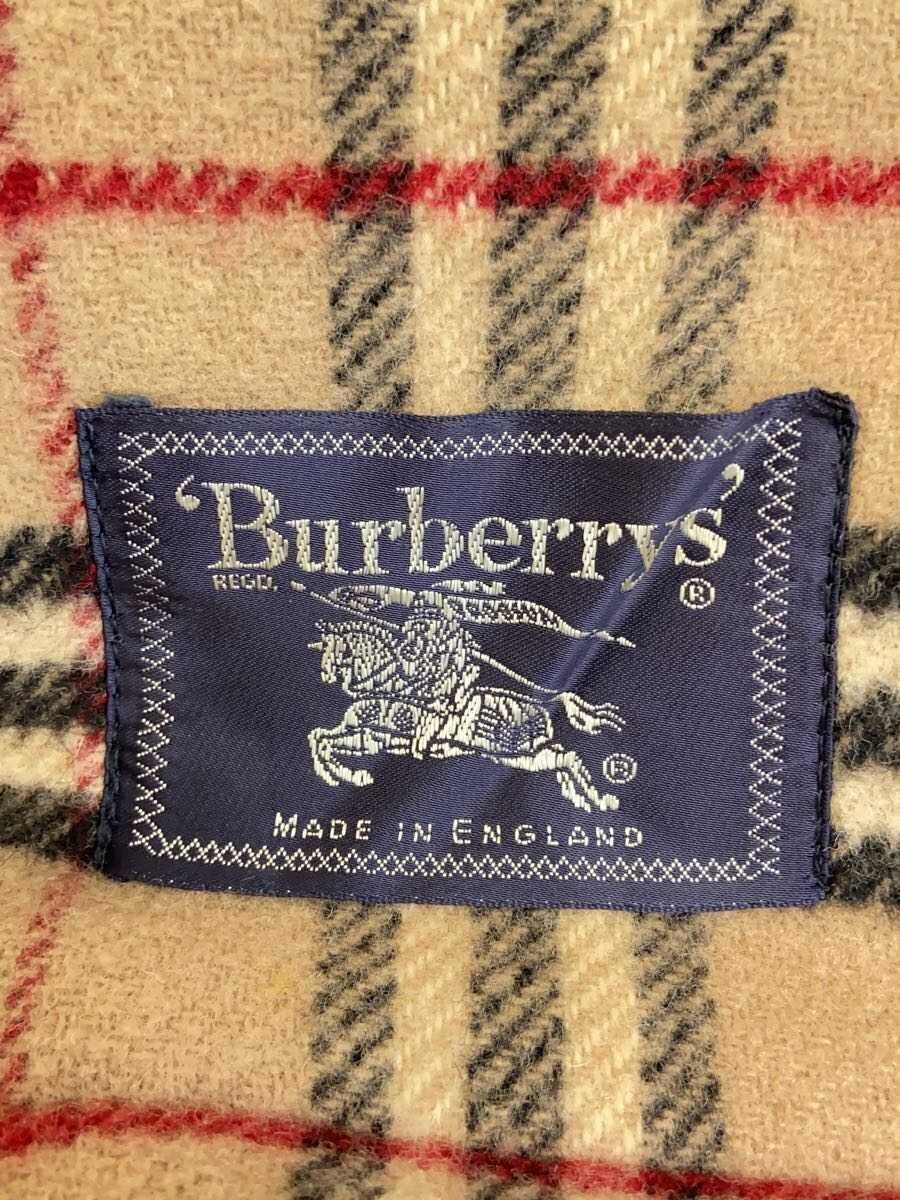 'Burberrys'
REGD. ®
®
MADE IN ENGLAND